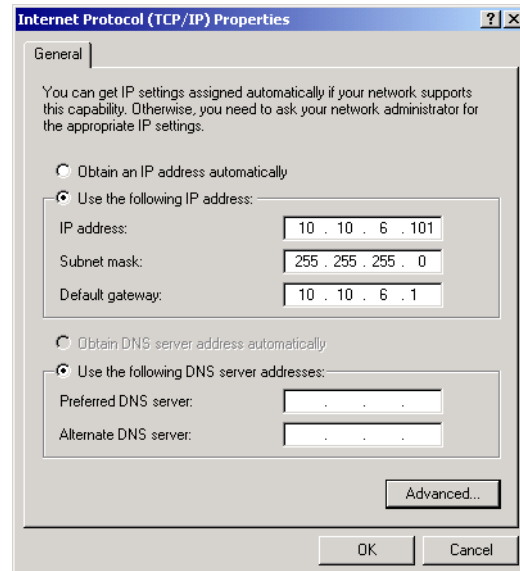 Internet Protocol (TCP/IP) Properties
General
You can get IP settings assigned automatically if your network supports
this capability. Otherwise, you need to ask your network administrator for
the appropriate IP settings.
Obtain an IP address automatically
Use the following IP address:
IP address: 10 . 10 . 6 . 101
Subnet mask: 255 . 255 . 255 . 0
Default gateway: 10 . 10 . 6 . 1
Obtain DNS server address automatically
Use the following DNS server addresses:
Preferred DNS server: . . .
Alternate DNS server: . . .
Advanced...
OK Cancel